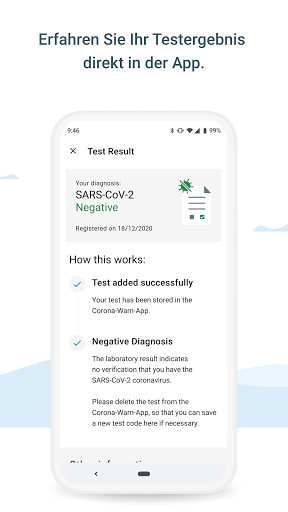 Erfahren Sie Ihr Testergebnis
direkt in der App.
9:46
99%
Test Result
Your diagnosis:
SARS-CoV-2
Negative
Registered on 18/12/2020
How this works:
Test added successfully
Your test has been stored in the
Corona-Warn-App.
Negative Diagnosis
The laboratory result indicates
no verification that you have the
SARS-CoV-2 coronavirus.
Please delete the test from the
Corona-Warn-App, so that you can save
a new test code here if necessary.
Other information